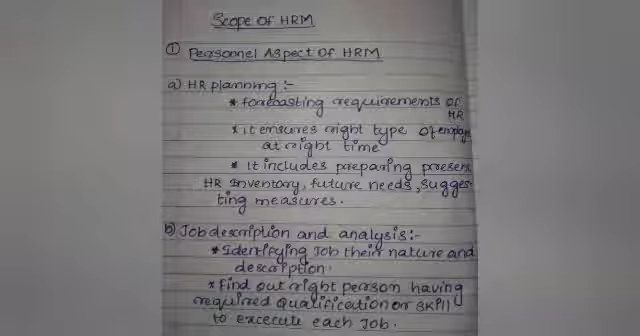 Scope OF HRM
① Personnel Aspect OF HRM
a) HR planning :-
* Forecasting requirements OF
HR
* it ensures right type OF employ
at right time
* It includes preparing present
HR Inventory, future needs, sugges-
ting measures.
b) Job description and analysis:-
* Identifying Job their nature and
description.
* Find out right person having
required qualification or skill
to excecute each Job.